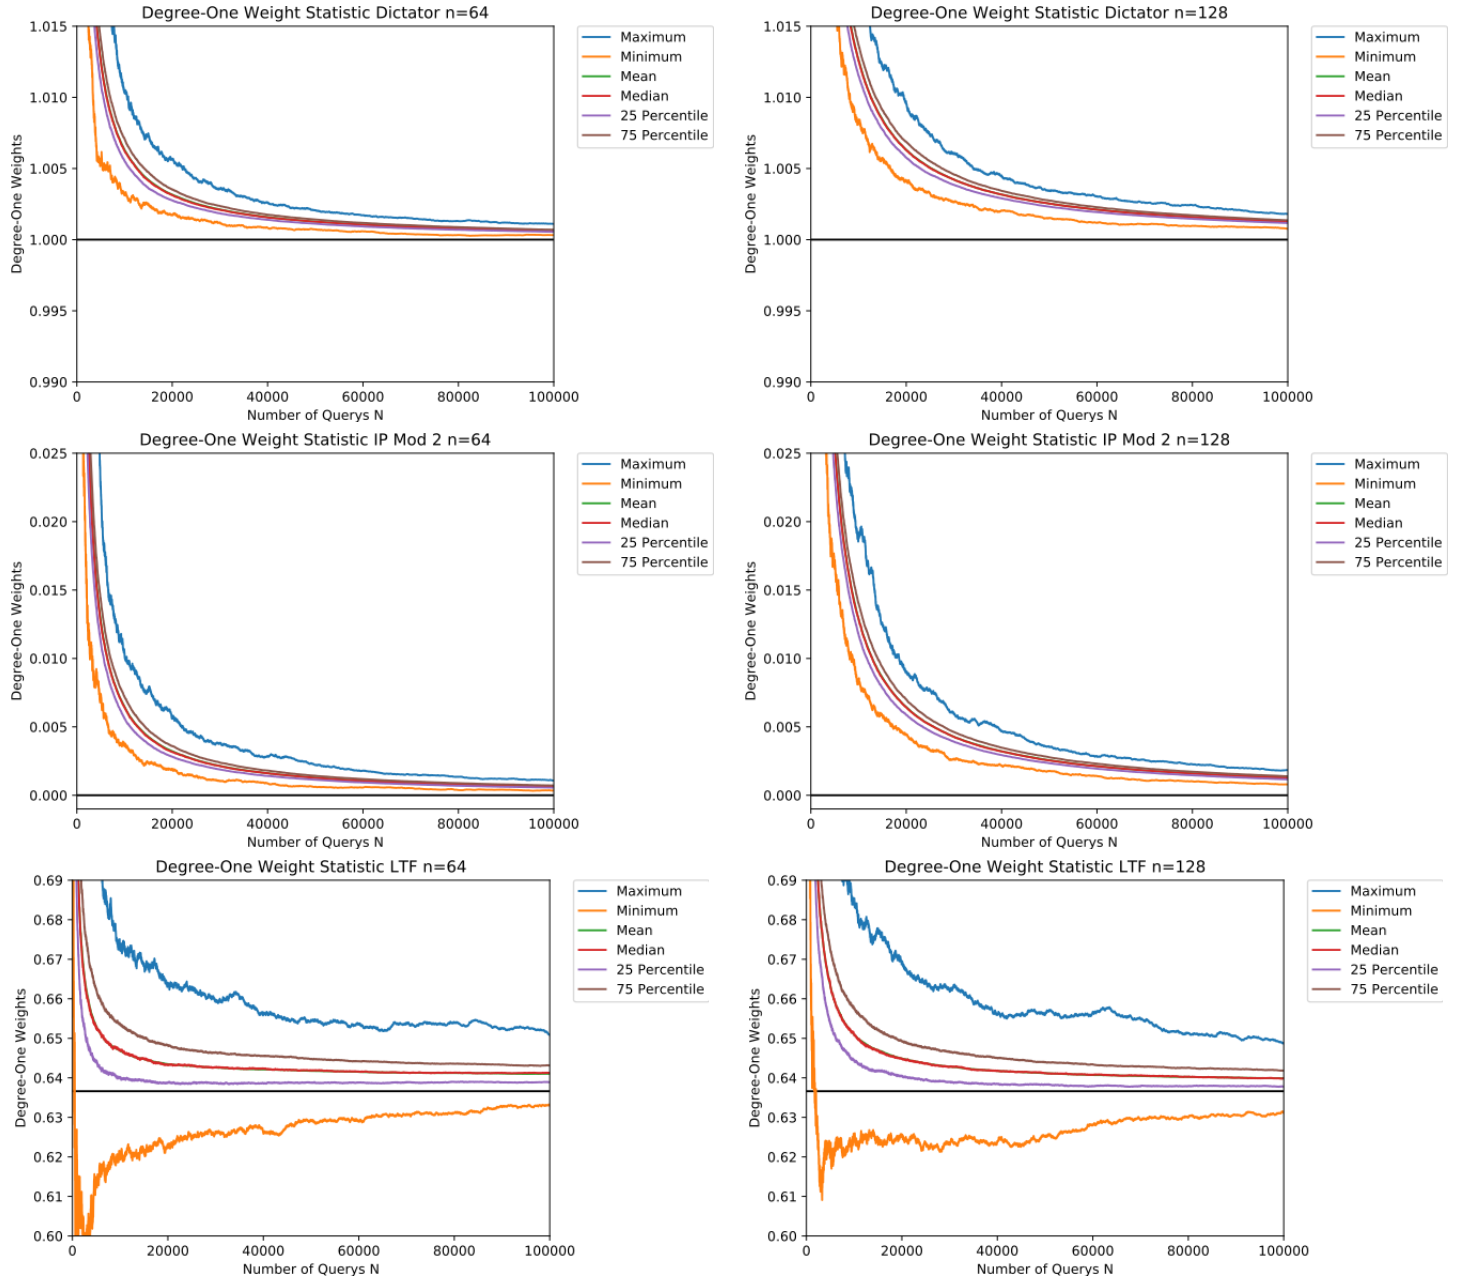 Degree-One Weight Statistic Dictator n=64
Degree-One Weights
1.015
1.010
1.005
1.000
0.995
0.990
0 20000 40000 60000 80000 100000
Number of Querys N
Maximum
Minimum
Mean
Median
25 Percentile
75 Percentile
Degree-One Weight Statistic Dictator n=128
Degree-One Weights
1.015
1.010
1.005
1.000
0.995
0.990
0 20000 40000 60000 80000 100000
Number of Querys N
Maximum
Minimum
Mean
Median
25 Percentile
75 Percentile
Degree-One Weight Statistic IP Mod 2 n=64
Degree-One Weights
0.025
0.020
0.015
0.010
0.005
0.000
0 20000 40000 60000 80000 100000
Number of Querys N
Maximum
Minimum
Mean
Median
25 Percentile
75 Percentile
Degree-One Weight Statistic IP Mod 2 n=128
Degree-One Weights
0.025
0.020
0.015
0.010
0.005
0.000
0 20000 40000 60000 80000 100000
Number of Querys N
Maximum
Minimum
Mean
Median
25 Percentile
75 Percentile
Degree-One Weight Statistic LTF n=64
Degree-One Weights
0.69
0.68
0.67
0.66
0.65
0.64
0.63
0.62
0.61
0.60
0 20000 40000 60000 80000 100000
Number of Querys N
Maximum
Minimum
Mean
Median
25 Percentile
75 Percentile
Degree-One Weight Statistic LTF n=128
Degree-One Weights
0.69
0.68
0.67
0.66
0.65
0.64
0.63
0.62
0.61
0.60
0 20000 40000 60000 80000 100000
Number of Querys N
Maximum
Minimum
Mean
Median
25 Percentile
75 Percentile